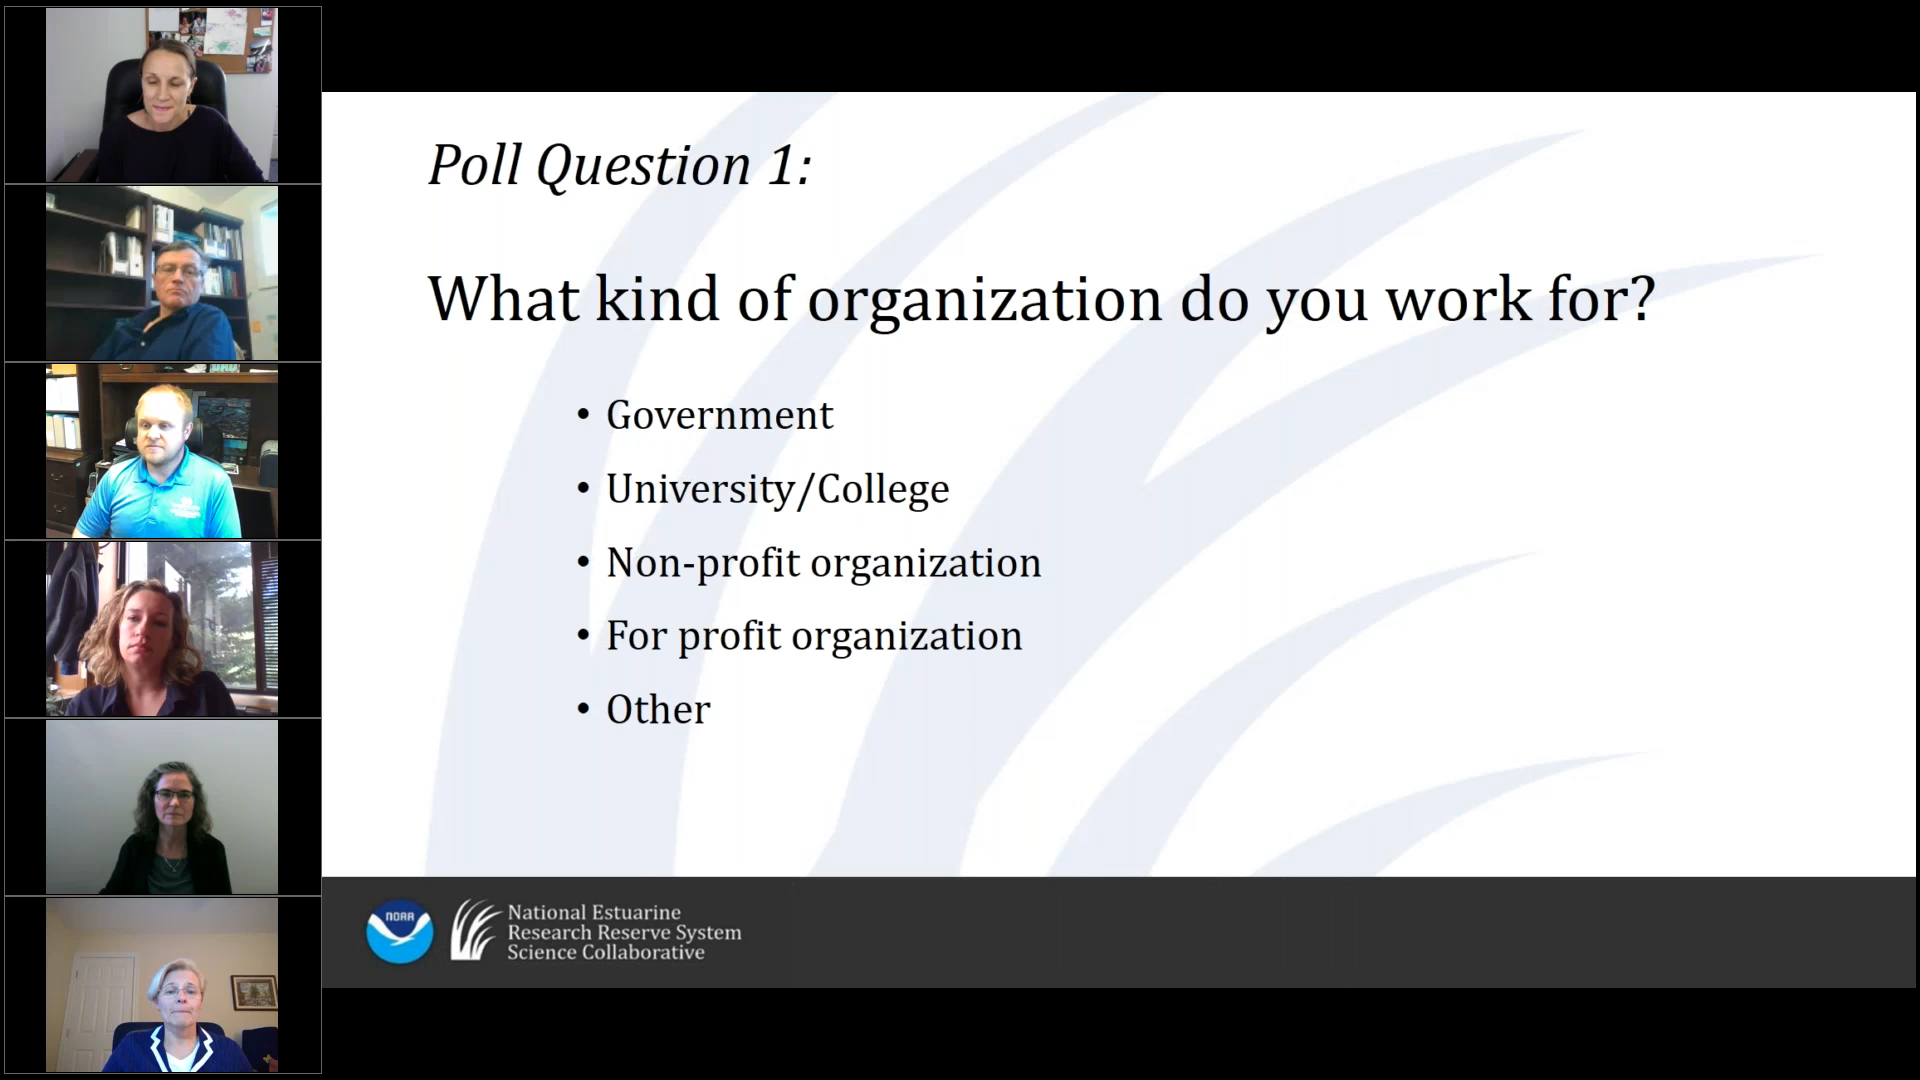 Poll Question 1:
What kind of organization do you work for?
• Government
• University/College
• Non-profit organization
• For profit organization
• Other
NOAA
National Estuarine
Research Reserve System
Science Collaborative